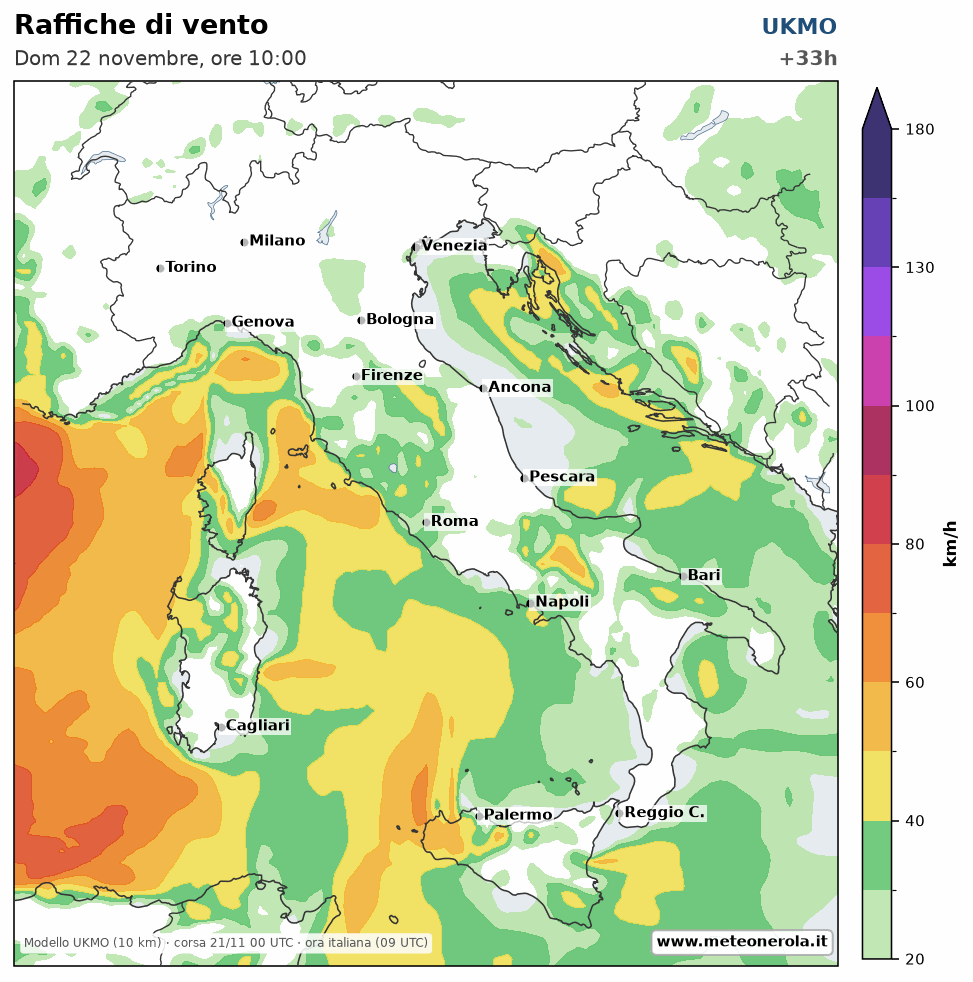 Raffiche di vento
UKMO
Dom 22 novembre, ore 10:00
+33h
Milano
Venezia
Torino
Genova
Bologna
Firenze
Ancona
Pescara
Roma
Bari
Napoli
Cagliari
Palermo
Reggio C.
180
130
100
80
60
40
20
km/h
Modello UKMO (10 km) · corsa 21/11 00 UTC · ora italiana (09 UTC)
www.meteonerola.it